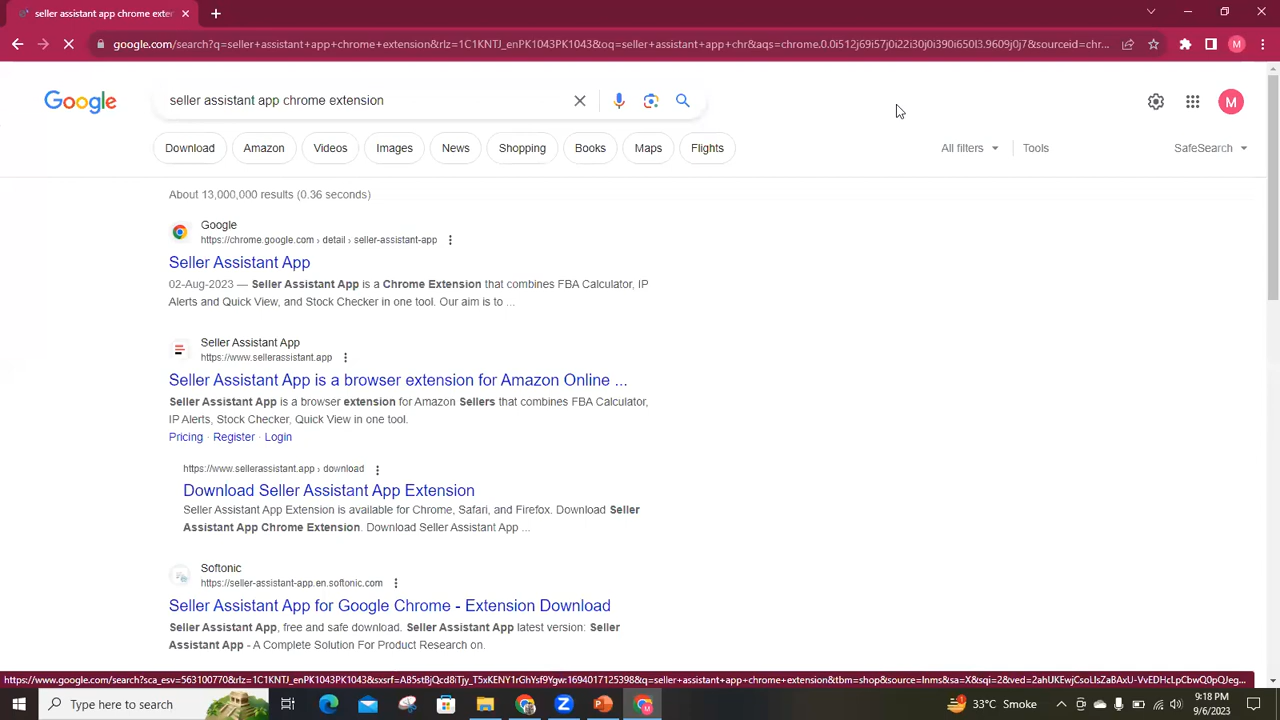 seller assistant app chrome exten
google.com/search?q=seller+assistant+app+chrome+extension&rlz=1C1KNTJ_enPK1043PK1043&oq=seller+assistant+app+chr&aqs=chrome.0.0i512j69i57j0i22i30j0i390i650l3.9609j0j7&sourceid=chr...
M
Google
seller assistant app chrome extension
M
Download
Amazon
Videos
Images
News
Shopping
Books
Maps
Flights
All filters
Tools
SafeSearch
About 13,000,000 results (0.36 seconds)
Google
https://chrome.google.com › detail › seller-assistant-app
Seller Assistant App
02-Aug-2023 — Seller Assistant App is a Chrome Extension that combines FBA Calculator, IP
Alerts and Quick View, and Stock Checker in one tool. Our aim is to ...
Seller Assistant App
https://www.sellerassistant.app
Seller Assistant App is a browser extension for Amazon Online ...
Seller Assistant App is a browser extension for Amazon Sellers that combines FBA Calculator,
IP Alerts, Stock Checker, Quick View in one tool.
Pricing · Register · Login
https://www.sellerassistant.app › download
Download Seller Assistant App Extension
Seller Assistant App Extension is available for Chrome, Safari, and Firefox. Download Seller
Assistant App Chrome Extension. Download Seller Assistant App ...
Softonic
https://seller-assistant-app.en.softonic.com
Seller Assistant App for Google Chrome - Extension Download
Seller Assistant App, free and safe download. Seller Assistant App latest version: Seller
Assistant App - A Complete Solution For Product Research on.
Type here to search
33°C Smoke
9:18 PM
9/6/2023